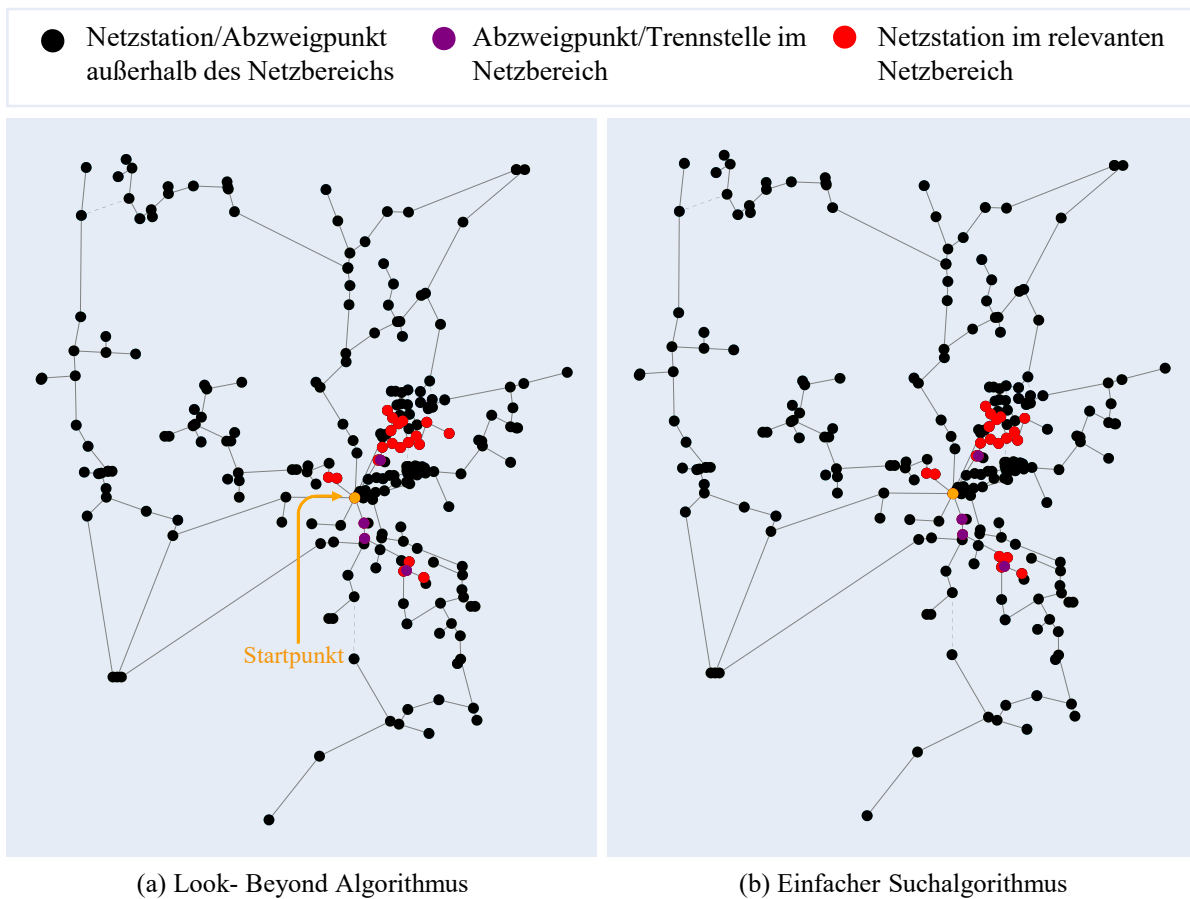 Netzstation/Abzweigpunkt
außerhalb des Netzbereichs
Abzweigpunkt/Trennstelle im
Netzbereich
Netzstation im relevanten
Netzbereich
Startpunkt
(a) Look- Beyond Algorithmus
(b) Einfacher Suchalgorithmus